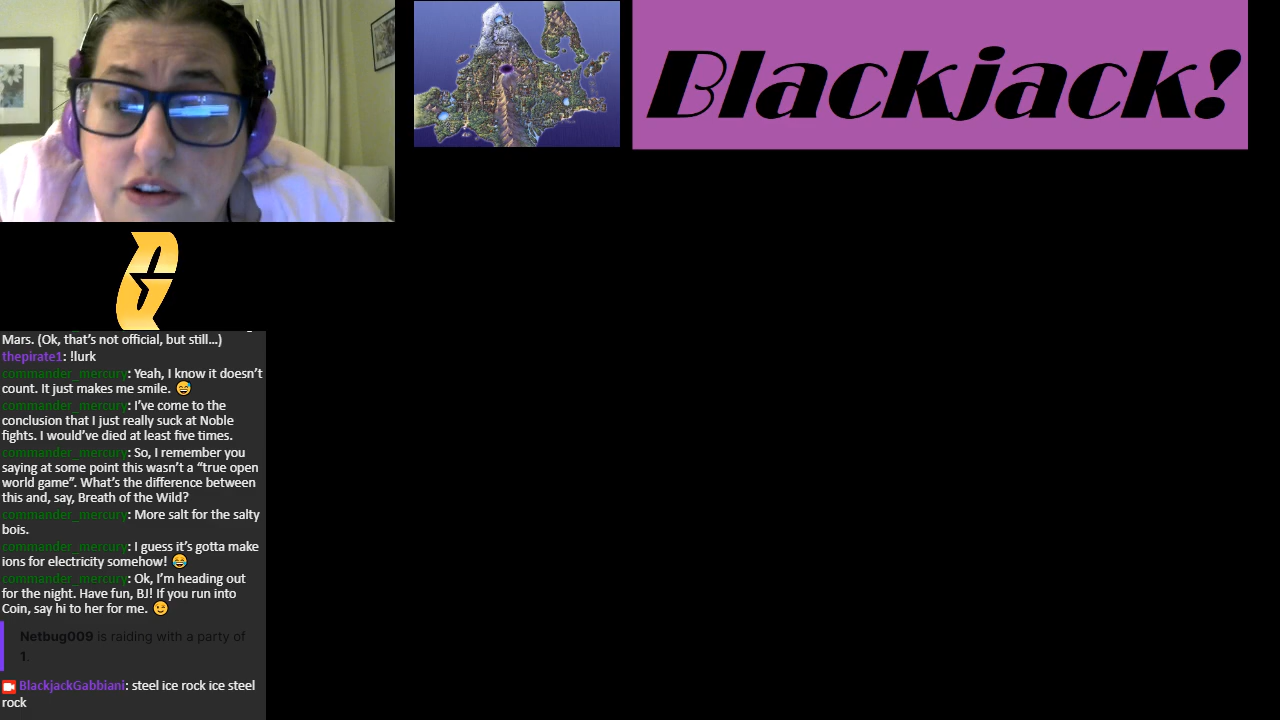 Blackjack!
G
Mars. (Ok, that's not official, but still...)
thepirate1: !lurk
commander_mercury: Yeah, I know it doesn't
count. It just makes me smile. 😅
commander_mercury: I've come to the
conclusion that I just really suck at Noble
fights. I would've died at least five times.
commander_mercury: So, I remember you
saying at some point this wasn't a “true open
world game”. What's the difference between
this and, say, Breath of the Wild?
commander_mercury: More salt for the salty
bois.
commander_mercury: I guess it's gotta make
ions for electricity somehow! 😂
commander_mercury: Ok, I'm heading out
for the night. Have fun, BJ! If you run into
Coin, say hi to her for me. 😉
Netbug009 is raiding with a party of
1.
BlackjackGabbiani: steel ice rock ice steel
rock